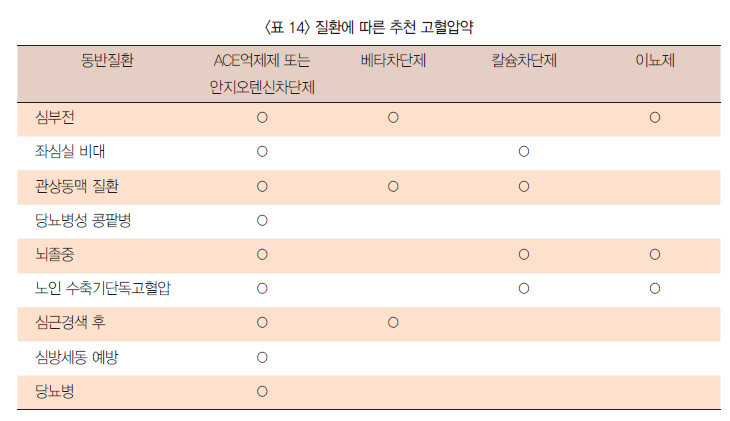 <표 14> 질환에 따른 추천 고혈압약
동반질환 ACE억제제 또는 안지오텐신차단제 베타차단제 칼슘차단제 이뇨제
심부전 ○ ○ ○
좌심실 비대 ○ ○
관상동맥 질환 ○ ○ ○
당뇨병성 콩팥병 ○
뇌졸중 ○ ○ ○
노인 수축기단독고혈압 ○ ○ ○
심근경색 후 ○ ○
심방세동 예방 ○
당뇨병 ○